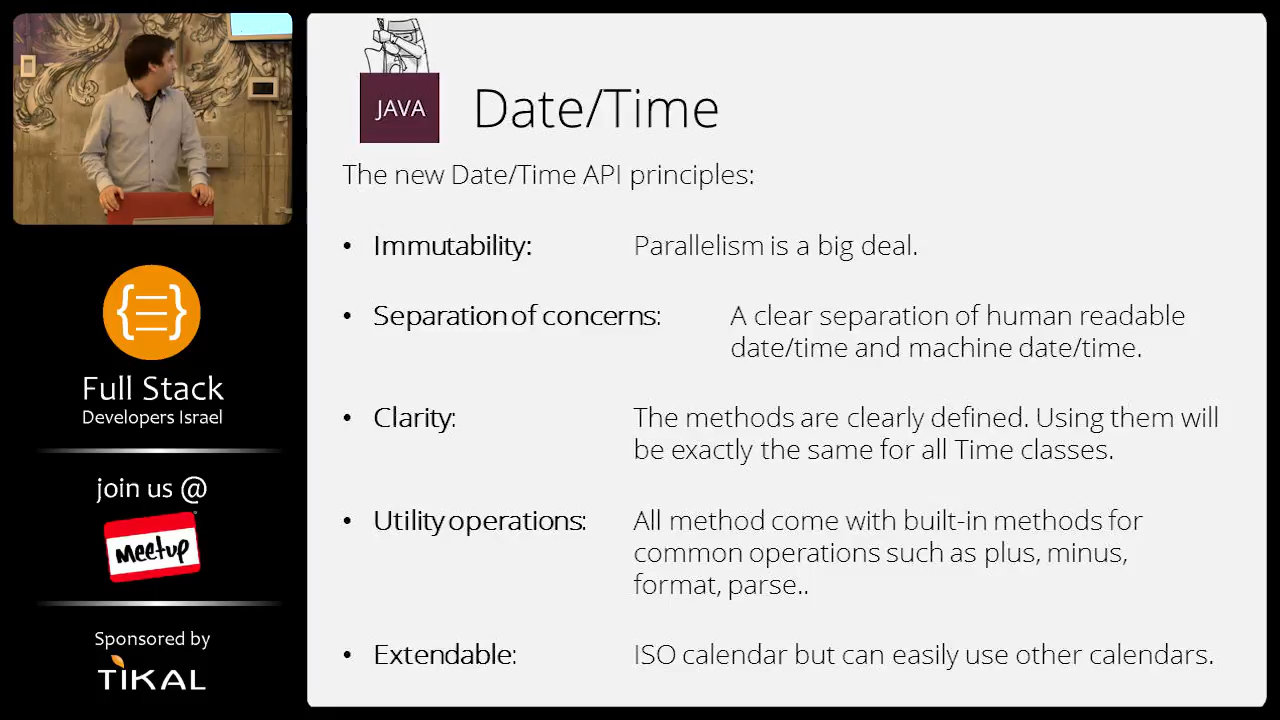 JAVA
Date/Time
The new Date/Time API principles:
• Immutability: Parallelism is a big deal.
• Separation of concerns: A clear separation of human readable
date/time and machine date/time.
• Clarity: The methods are clearly defined. Using them will
be exactly the same for all Time classes.
• Utility operations: All method come with built-in methods for
common operations such as plus, minus,
format, parse..
• Extendable: ISO calendar but can easily use other calendars.
{≡}
Full Stack
Developers Israel
join us @
meetup
Sponsored by
TIKAL